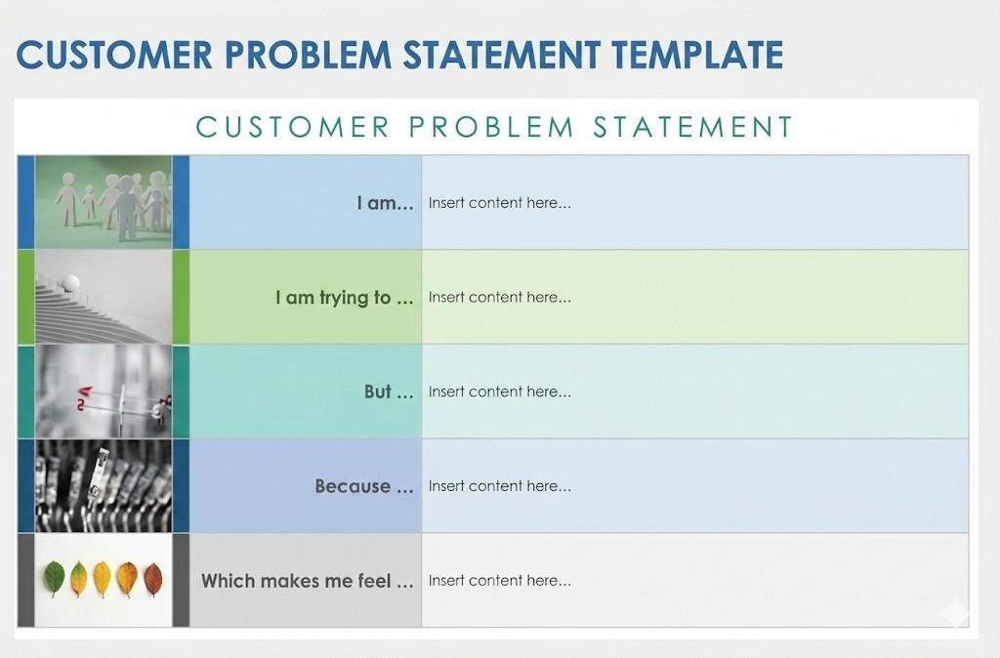 CUSTOMER PROBLEM STATEMENT TEMPLATE
CUSTOMER PROBLEM STATEMENT
I am... Insert content here...
I am trying to ... Insert content here...
But ... Insert content here...
Because ... Insert content here...
Which makes me feel ... Insert content here...